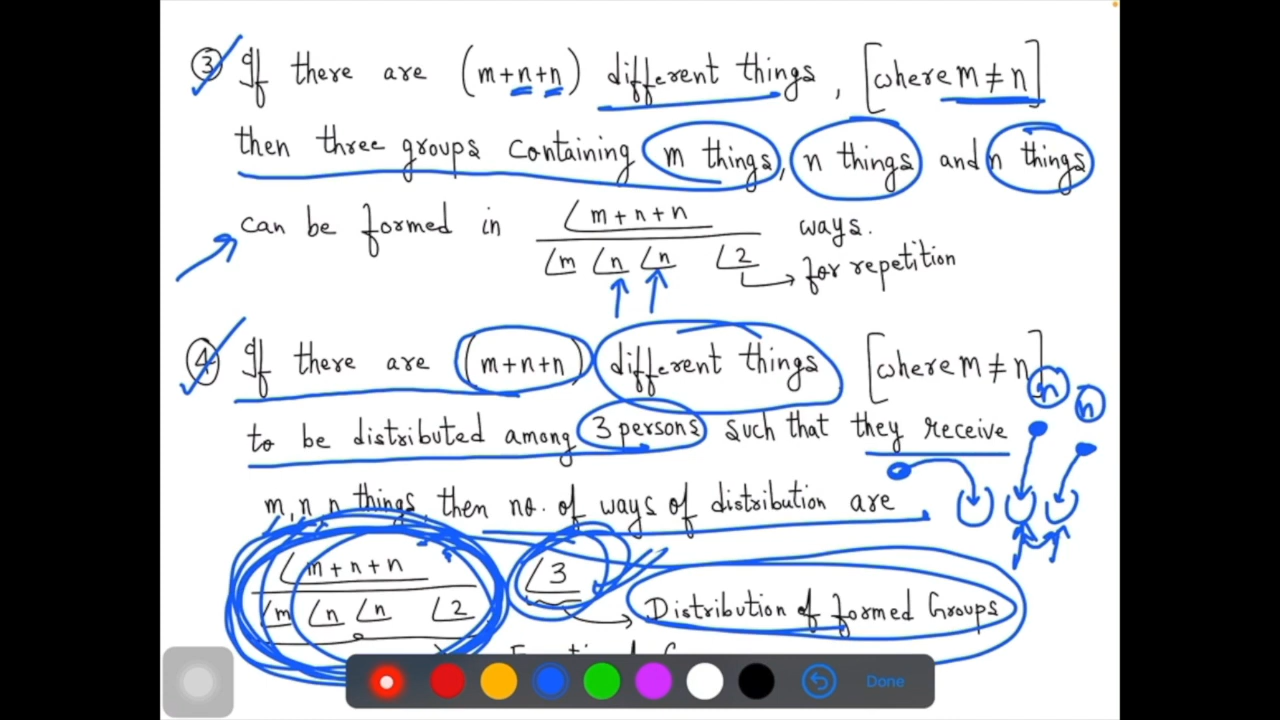 ③ If there are (m+n+n) different things, [where m ≠ n]
then three groups containing m things, n things and n things
can be formed in ∠m+n+n / ∠m ∠n ∠n ∠2 ways.
→ for repetition
④ If there are (m+n+n) different things [where m ≠ n]
n n
to be distributed among 3 persons such that they receive
m, n, n things, then no. of ways of distribution are
∠m+n+n / ∠m ∠n ∠n ∠2 ∠3 → Distribution of formed Groups
Done